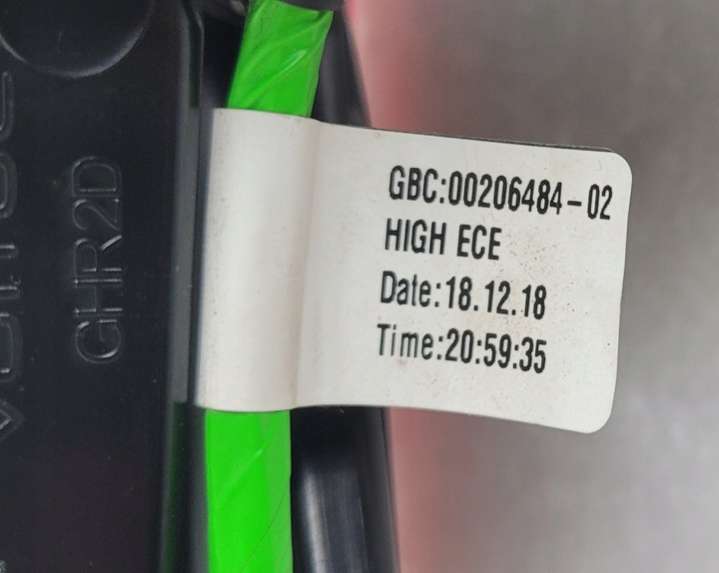 GBC:00206484-02
HIGH ECE
Date:18.12.18
Time:20:59:35
GHR2D